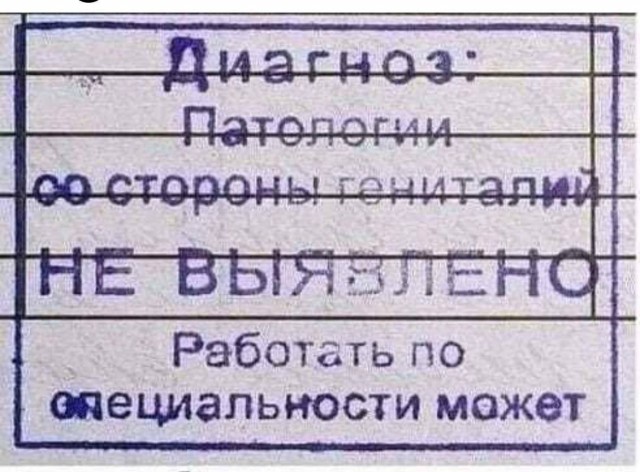 Диагноз:
Патологии
со стороны гениталий
НЕ ВЫЯВЛЕНО
Работать по
специальности может